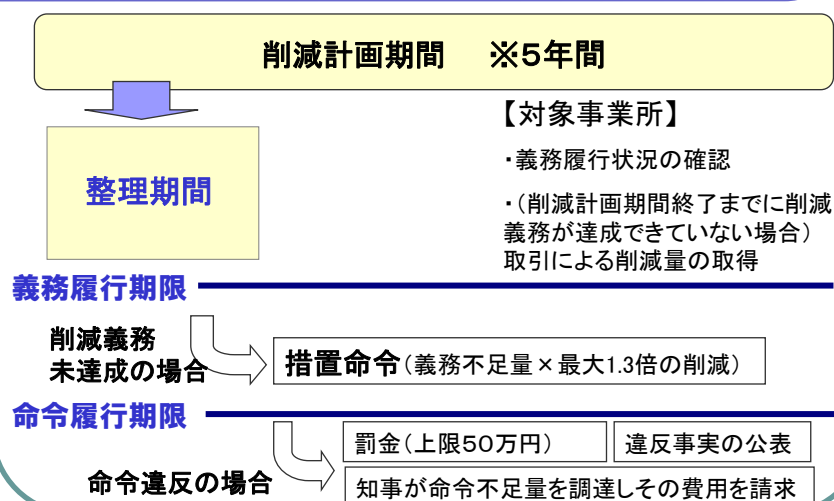 削減計画期間　※5年間
【対象事業所】
・義務履行状況の確認
・(削減計画期間終了までに削減
義務が達成できていない場合)
取引による削減量の取得
整理期間
義務履行期限
削減義務
未達成の場合
措置命令(義務不足量×最大1.3倍の削減)
命令履行期限
命令違反の場合
罰金(上限50万円)
違反事実の公表
知事が命令不足量を調達しその費用を請求